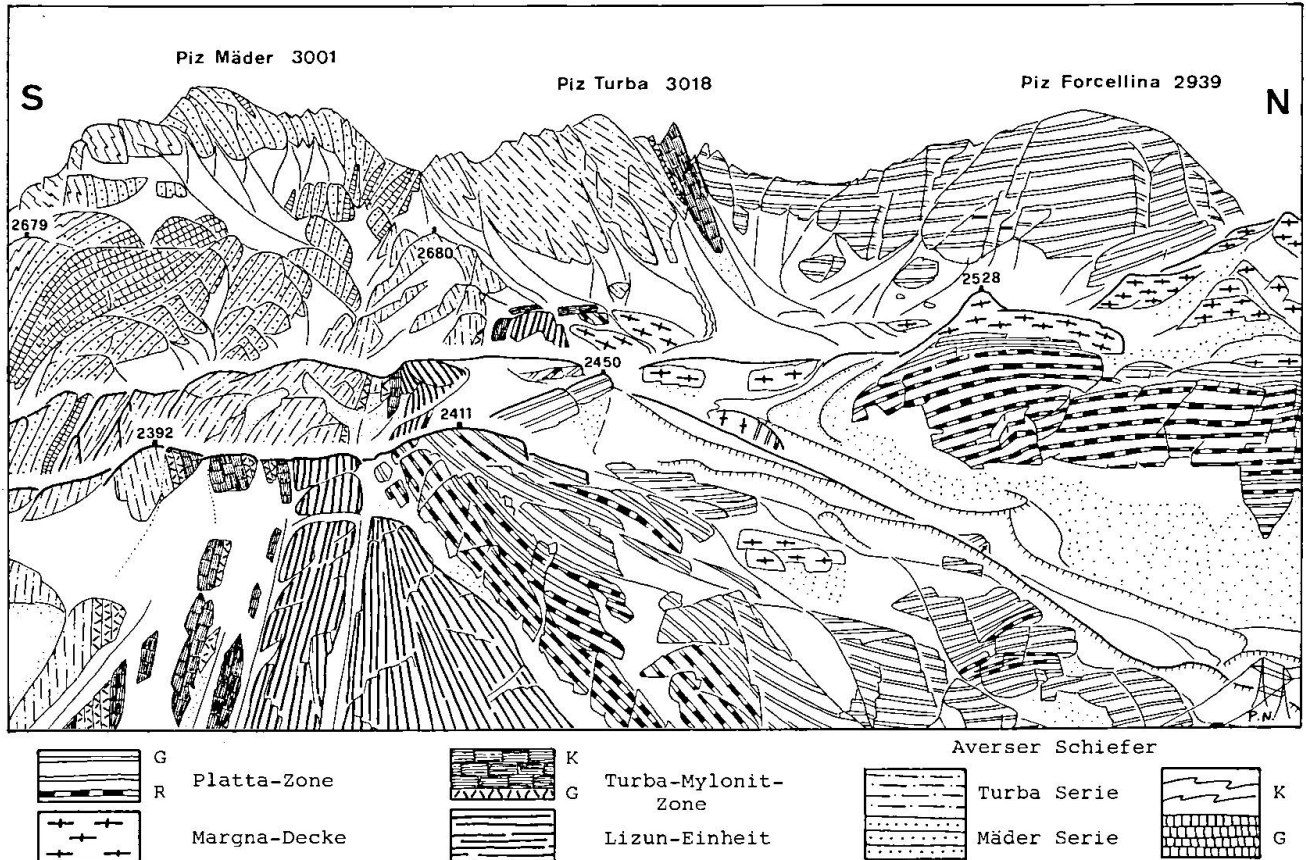 Piz Mäder 3001
Piz Turba 3018
Piz Forcellina 2939
S
N
2679
2680
2528
2450
2411
2392
P.N.
G
R
Platta-Zone
Margna-Decke
K
G
Turba-Mylonit-
Zone
Lizun-Einheit
Averser Schiefer
Turba Serie
Mäder Serie
K
G